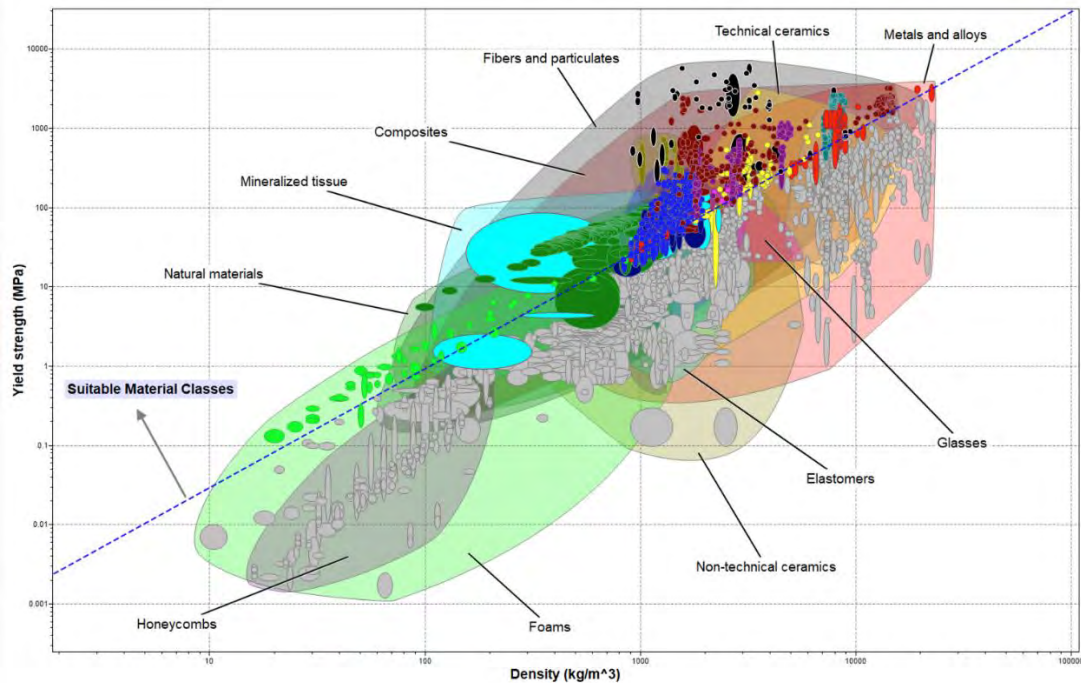 Technical ceramics
Metals and alloys
Fibers and particulates
Composites
Mineralized tissue
Natural materials
Suitable Material Classes
Glasses
Elastomers
Non-technical ceramics
Honeycombs
Foams
Yield strength (MPa)
10000
1000
100
10
1
0.1
0.01
0.001
10
100
1000
10000
100000
Density (kg/m^3)